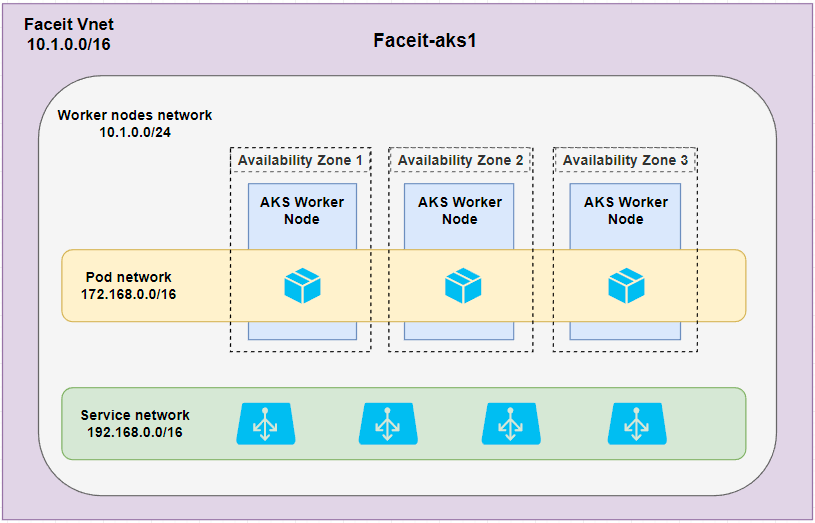 Faceit Vnet
10.1.0.0/16
Faceit-aks1
Worker nodes network
10.1.0.0/24
Availability Zone 1
Availability Zone 2
Availability Zone 3
AKS Worker
Node
AKS Worker
Node
AKS Worker
Node
Pod network
172.168.0.0/16
Service network
192.168.0.0/16